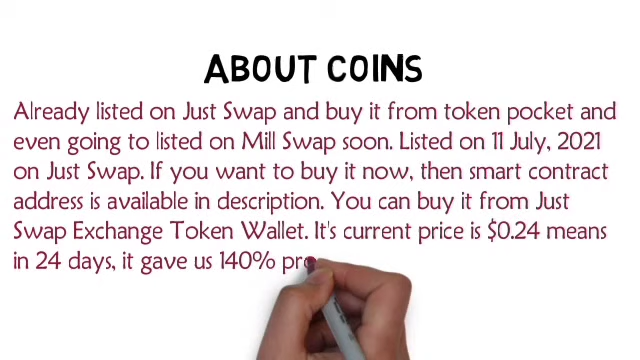 ABOUT COINS
Already listed on Just Swap and buy it from token pocket and
even going to listed on Mill Swap soon. Listed on 11 July, 2021
on Just Swap. If you want to buy it now, then smart contract
address is available in description. You can buy it from Just
Swap Exchange Token Wallet. It's current price is $0.24 means
in 24 days, it gave us 140% pro